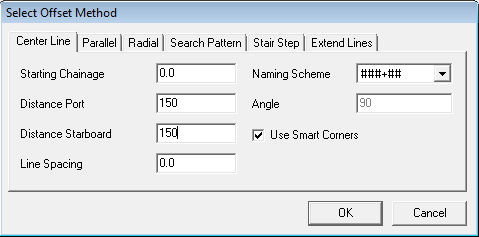 Select Offset Method
Center Line Parallel Radial Search Pattern Stair Step Extend Lines
Starting Chainage 0.0 Naming Scheme ###+##
Distance Port 150 Angle 90
Distance Starboard 150 Use Smart Corners
Line Spacing 0.0
OK Cancel